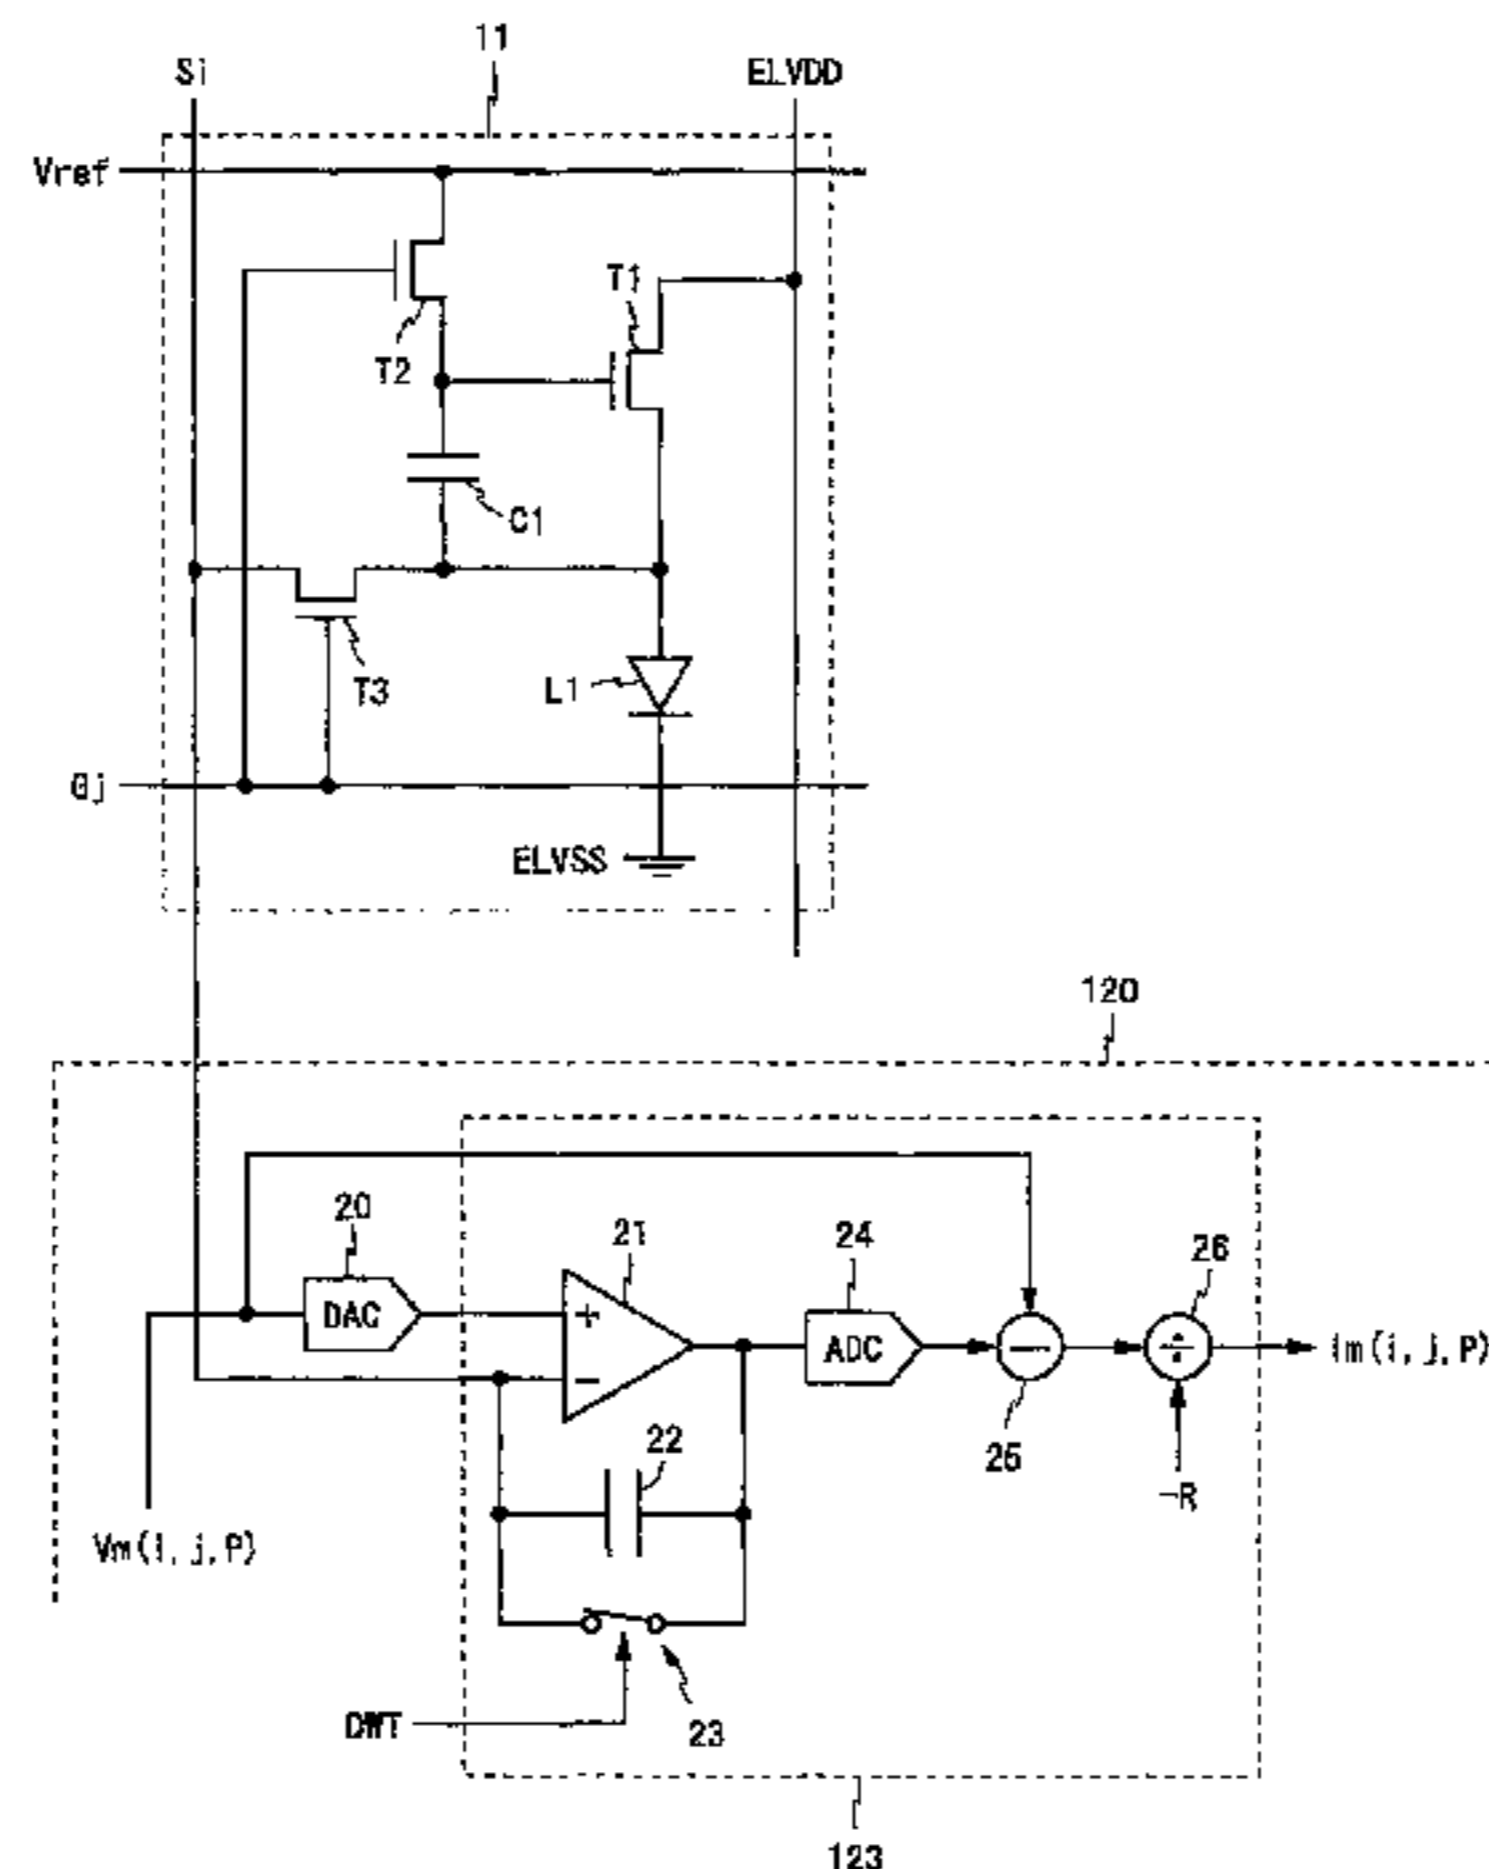 11
Si
ELVDD
Vref
T1
T2
C1
T3
L1
Gj
ELVSS
120
20
21
24
26
DAC
+
ADC
−
÷
Im(i,j,P)
−
22
25
−R
Vm(i,j,P)
DWT
23
123